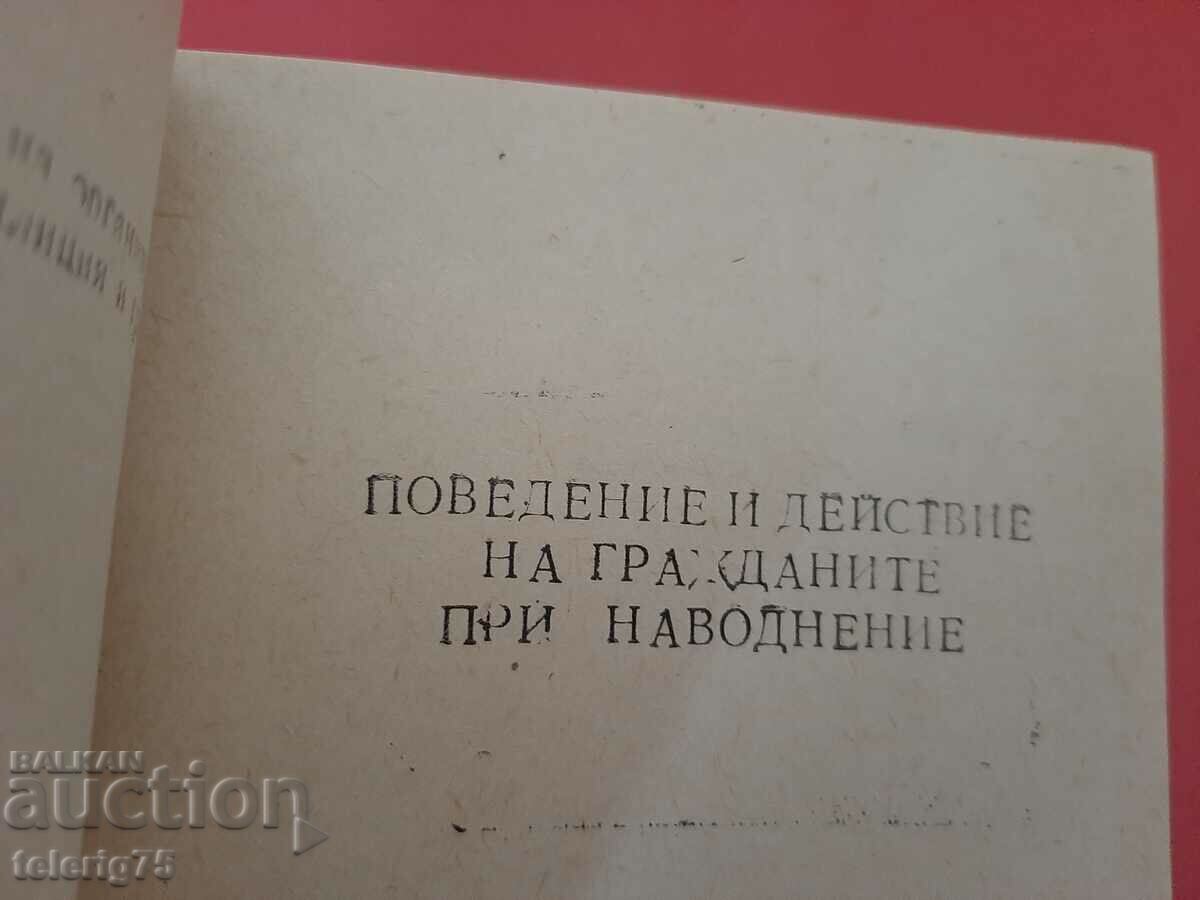 ПОВЕДЕНИЕ И ДЕЙСТВИЕ
НА ГРАЖДАНИТЕ
ПРИ НАВОДНЕНИЕ
BALKAN
auction
telerig75